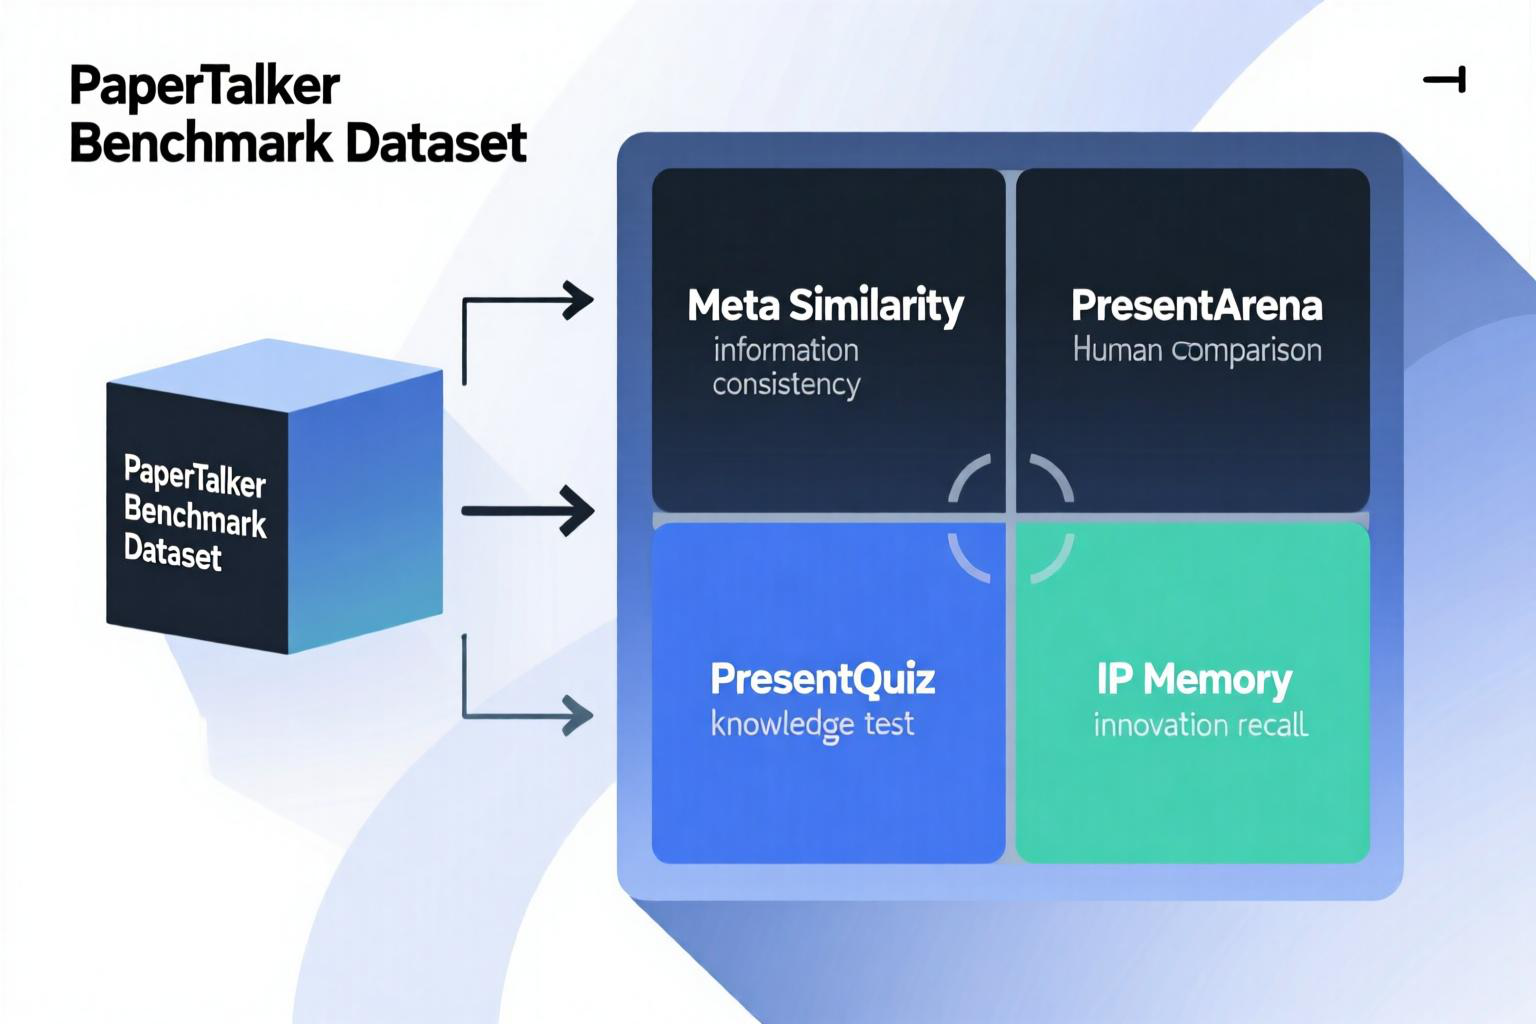 PaperTalker
Benchmark Dataset
PaperTalker
Benchmark
Dataset
Meta Similarity
information
consistency
PresentArena
Human comparison
PresentQuiz
knowledge test
IP Memory
innovation recall